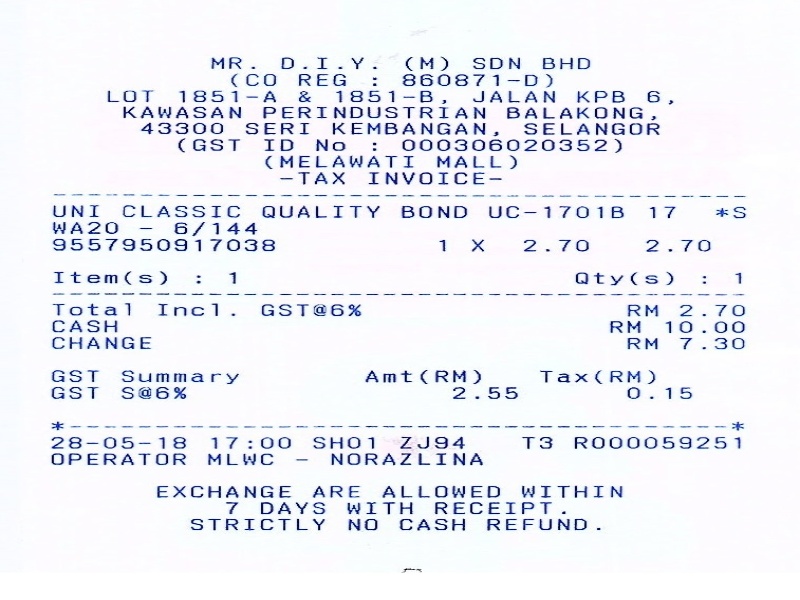 MR. D.I.Y. (M) SDN BHD
(CO REG : 860871-D)
LOT 1851-A & 1851-B, JALAN KPB 6,
KAWASAN PERINDUSTRIAN BALAKONG,
43300 SERI KEMBANGAN, SELANGOR
(GST ID No : 000306020352)
(MELAWATI MALL)
-TAX INVOICE-
UNI CLASSIC QUALITY BOND UC-1701B 17 *S
WA20 - 6/144
9557950917038 1 X 2.70 2.70
Item(s) : 1 Qty(s) : 1
Total Incl. GST@6% RM 2.70
CASH RM 10.00
CHANGE RM 7.30
GST Summary Amt(RM) Tax(RM)
GST S@6% 2.55 0.15
*--------------------------------------*
28-05-18 17:00 SH01 ZJ94 T3 R000059251
OPERATOR MLWC - NORAZLINA
EXCHANGE ARE ALLOWED WITHIN
7 DAYS WITH RECEIPT.
STRICTLY NO CASH REFUND.